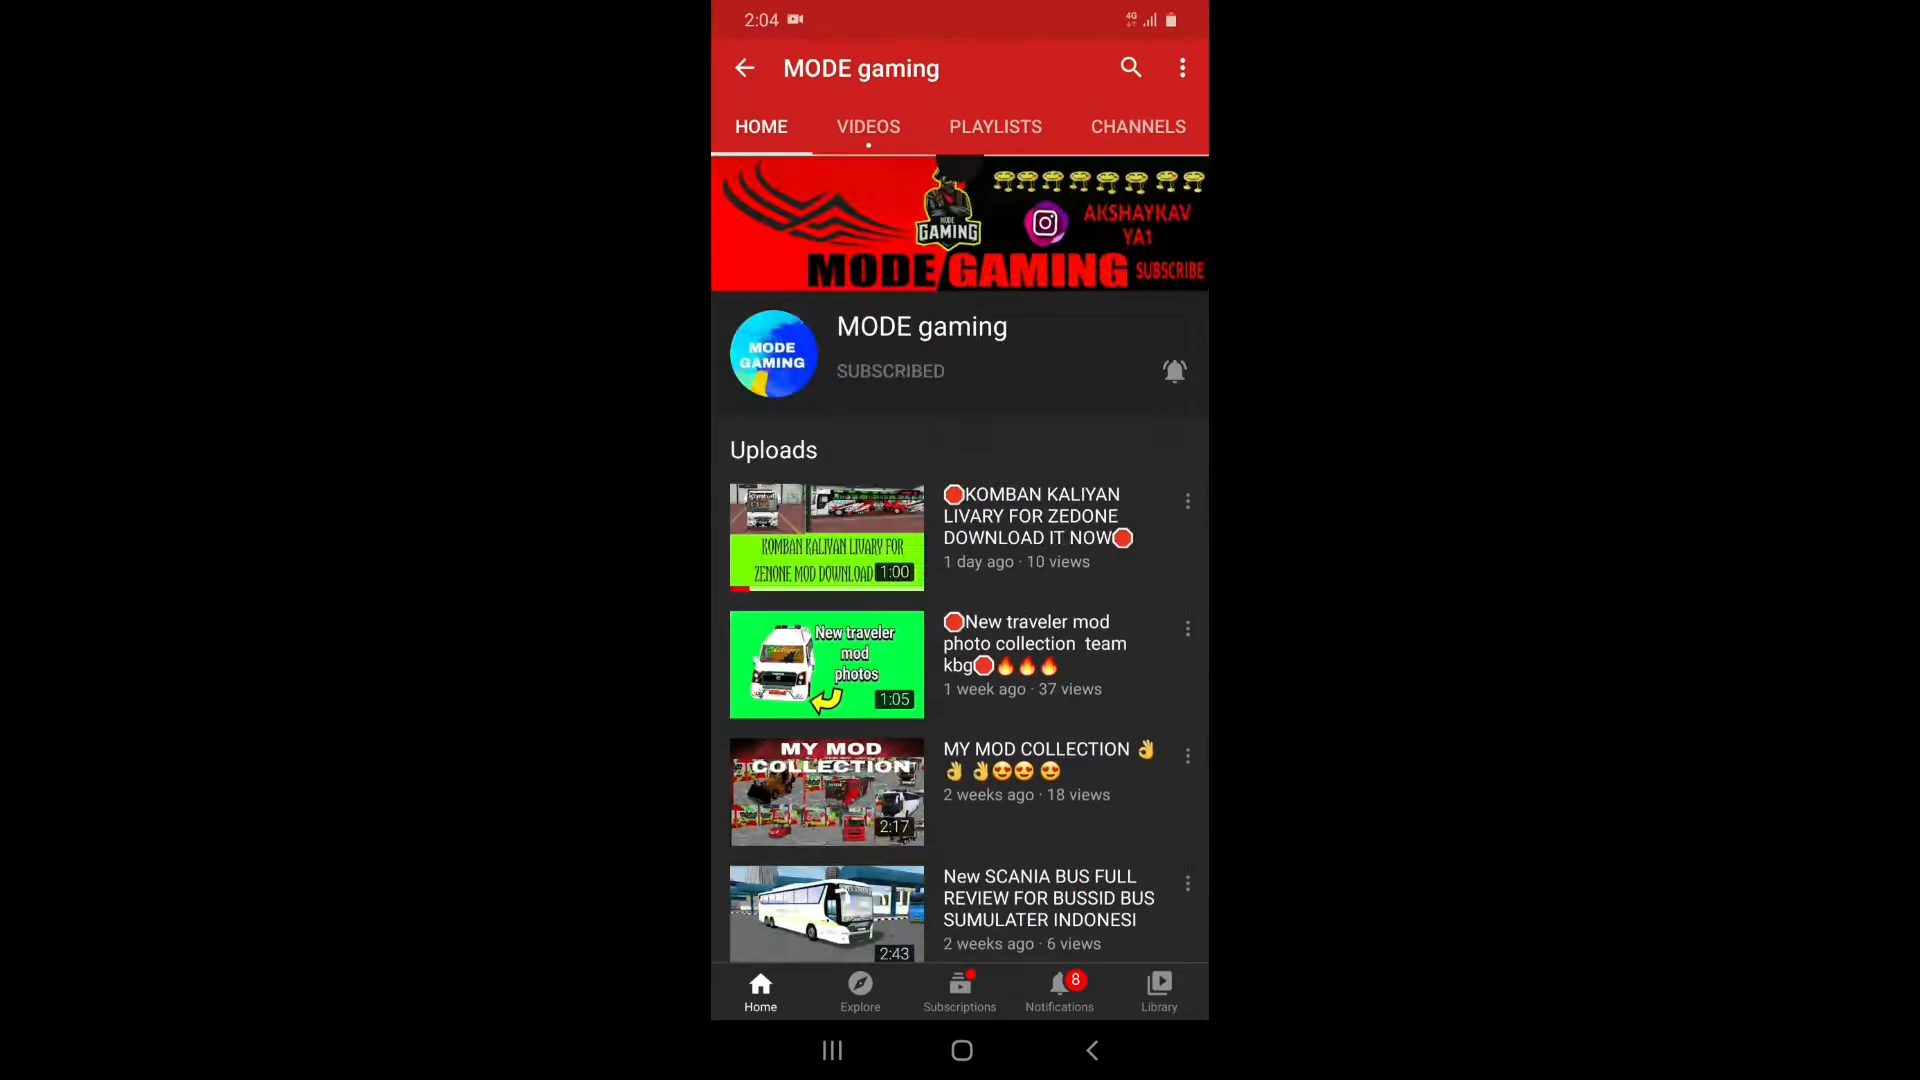 2:04
4G
MODE gaming
HOME VIDEOS PLAYLISTS CHANNELS
MODE
GAMING
AKSHAYKAV
YA1
MODE GAMING SUBSCRIBE
MODE
GAMING
MODE gaming
SUBSCRIBED
Uploads
KOMBAN KALIYAN LIVARY FOR
ZENONE MOD DOWNLOAD
1:00
🛑KOMBAN KALIYAN
LIVARY FOR ZEDONE
DOWNLOAD IT NOW🛑
1 day ago · 10 views
New traveler
mod
photos
1:05
🛑New traveler mod
photo collection team
kbg🛑🔥🔥🔥
1 week ago · 37 views
MY MOD
COLLECTION
2:17
MY MOD COLLECTION 👌
👌 👌😍😍 😍
2 weeks ago · 18 views
2:43
New SCANIA BUS FULL
REVIEW FOR BUSSID BUS
SUMULATER INDONESI
2 weeks ago · 6 views
8
Home Explore Subscriptions Notifications Library